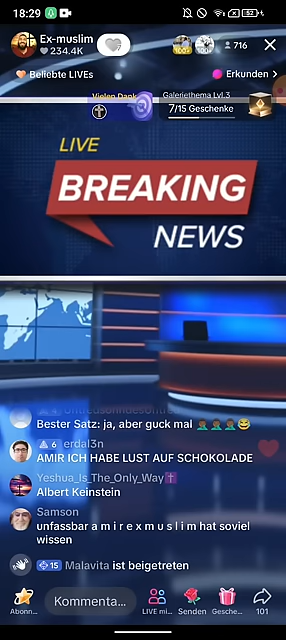 18:29
52
Ex-muslim
234.4K
716
Beliebte LIVEs
Erkunden >
Vielen Dank
Galeriethema Lvl.3
7/15 Geschenke
LIVE
BREAKING
NEWS
Bester Satz: ja, aber guck mal 🤦🏾‍♂️🤦🏾‍♂️🤦🏾‍♂️😂
6 erdal3n
AMIR ICH HABE LUST AUF SCHOKOLADE
Yeshua_Is_The_Only_Way✝️
Albert Keinstein
Samson
unfassbar a m i r e x m u s l i m hat soviel
wissen
15 Malavita ist beigetreten
Abonn...
Kommenta...
LIVE mi...
Senden
Gesche...
101